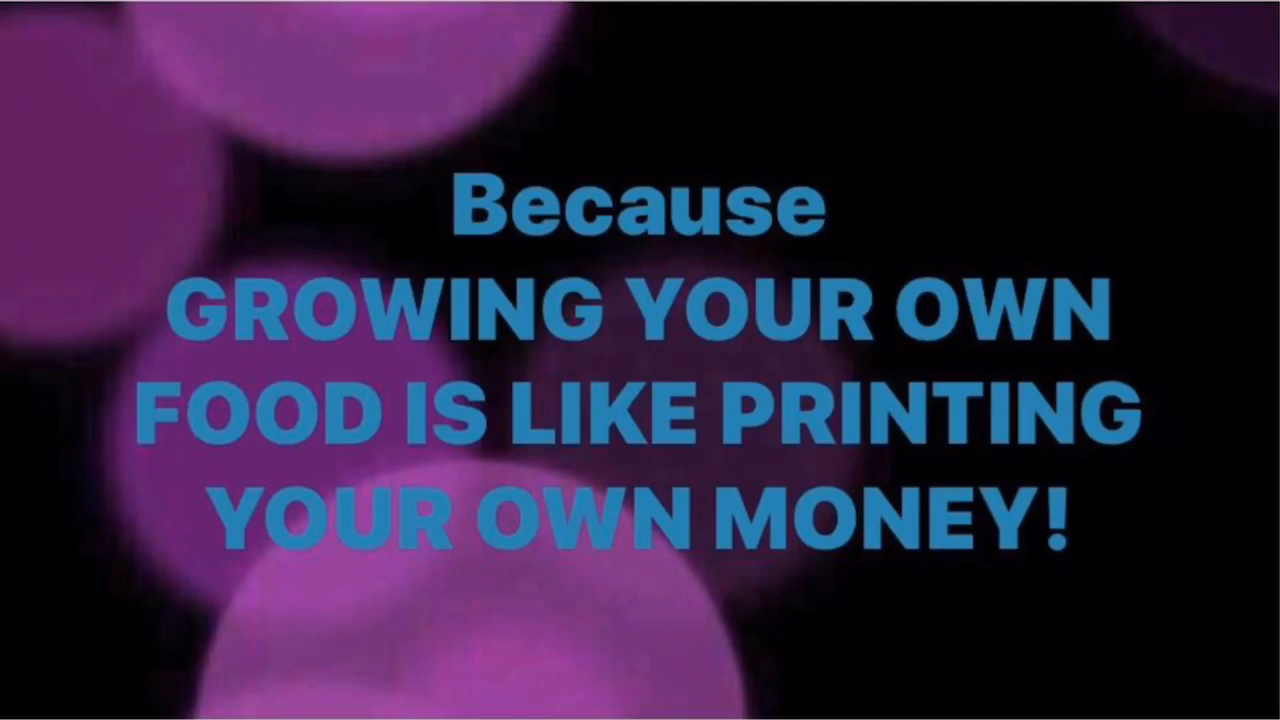 Because
GROWING YOUR OWN
FOOD IS LIKE PRINTING
YOUR OWN MONEY!